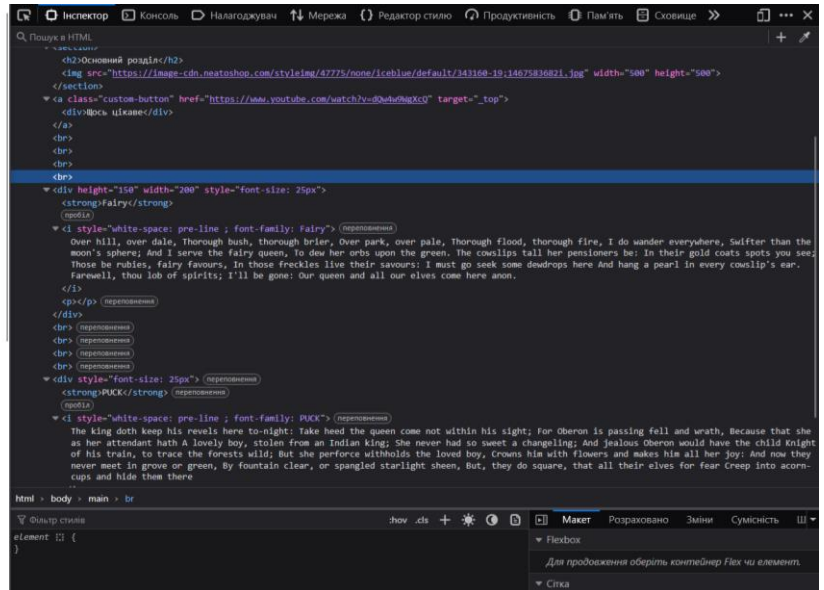 Інспектор Консоль Налагоджувач Мережа {} Редактор стилю Продуктивність Пам'ять Сховище
Пошук в HTML
<section>
<h2>Основний розділ</h2>
<img src="https://image-cdn.neatoshop.com/styleimg/47775/none/iceblue/default/343160-19;1467583682i.jpg" width="500" height="500">
</section>
<a class="custom-button" href="https://www.youtube.com/watch?v=dQw4w9WgXcQ" target="_top">
<div>Щось цікаве</div>
</a>
<br>
<br>
<br>
<br>
<div height="150" width="200" style="font-size: 25px">
<strong>Fairy</strong>
пробіл
<i style="white-space: pre-line ; font-family: Fairy"> переповнення
Over hill, over dale, Thorough bush, thorough brier, Over park, over pale, Thorough flood, thorough fire, I do wander everywhere, Swifter than the
moon's sphere; And I serve the fairy queen, To dew her orbs upon the green. The cowslips tall her pensioners be: In their gold coats spots you see;
Those be rubies, fairy favours, In those freckles live their savours: I must go seek some dewdrops here And hang a pearl in every cowslip's ear.
Farewell, thou lob of spirits; I'll be gone: Our queen and all our elves come here anon.
</i>
<p></p> переповнення
</div>
<br> переповнення
<br> переповнення
<br> переповнення
<br> переповнення
<div style="font-size: 25px"> переповнення
<strong>PUCK</strong> переповнення
пробіл
<i style="white-space: pre-line ; font-family: PUCK"> переповнення
The king doth keep his revels here to-night: Take heed the queen come not within his sight; For Oberon is passing fell and wrath, Because that she
as her attendant hath A lovely boy, stolen from an Indian king; She never had so sweet a changeling; And jealous Oberon would have the child Knight
of his train, to trace the forests wild; But she perforce withholds the loved boy, Crowns him with flowers and makes him all her joy: And now they
never meet in grove or green, By fountain clear, or spangled starlight sheen, But, they do square, that all their elves for fear Creep into acorn-
cups and hide them there
html > body > main > br
Фільтр стилів :hov .cls + Макет Розраховано Зміни Сумісність Ш
element {
}
Flexbox
Для продовження оберіть контейнер Flex чи елемент.
Сітка